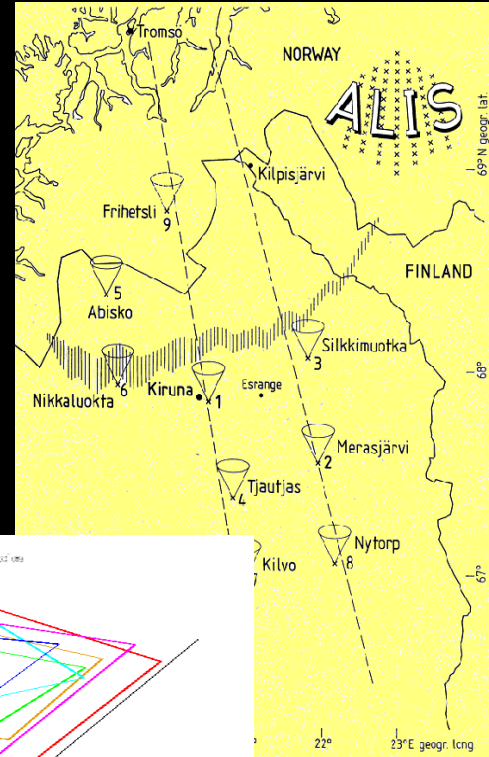 Tromsö
NORWAY
ALIS
69° N geogr. lat.
Kilpisjärvi
Frihetsli
9
FINLAND
5
Abisko
Silkkimuotka
3
68°
6
Nikkaluokta
Kiruna
1
Esrange
Merasjärvi
2
Tjautjas
4
Nytorp
8
Kilvo
67°
22°
23°E geogr. long.